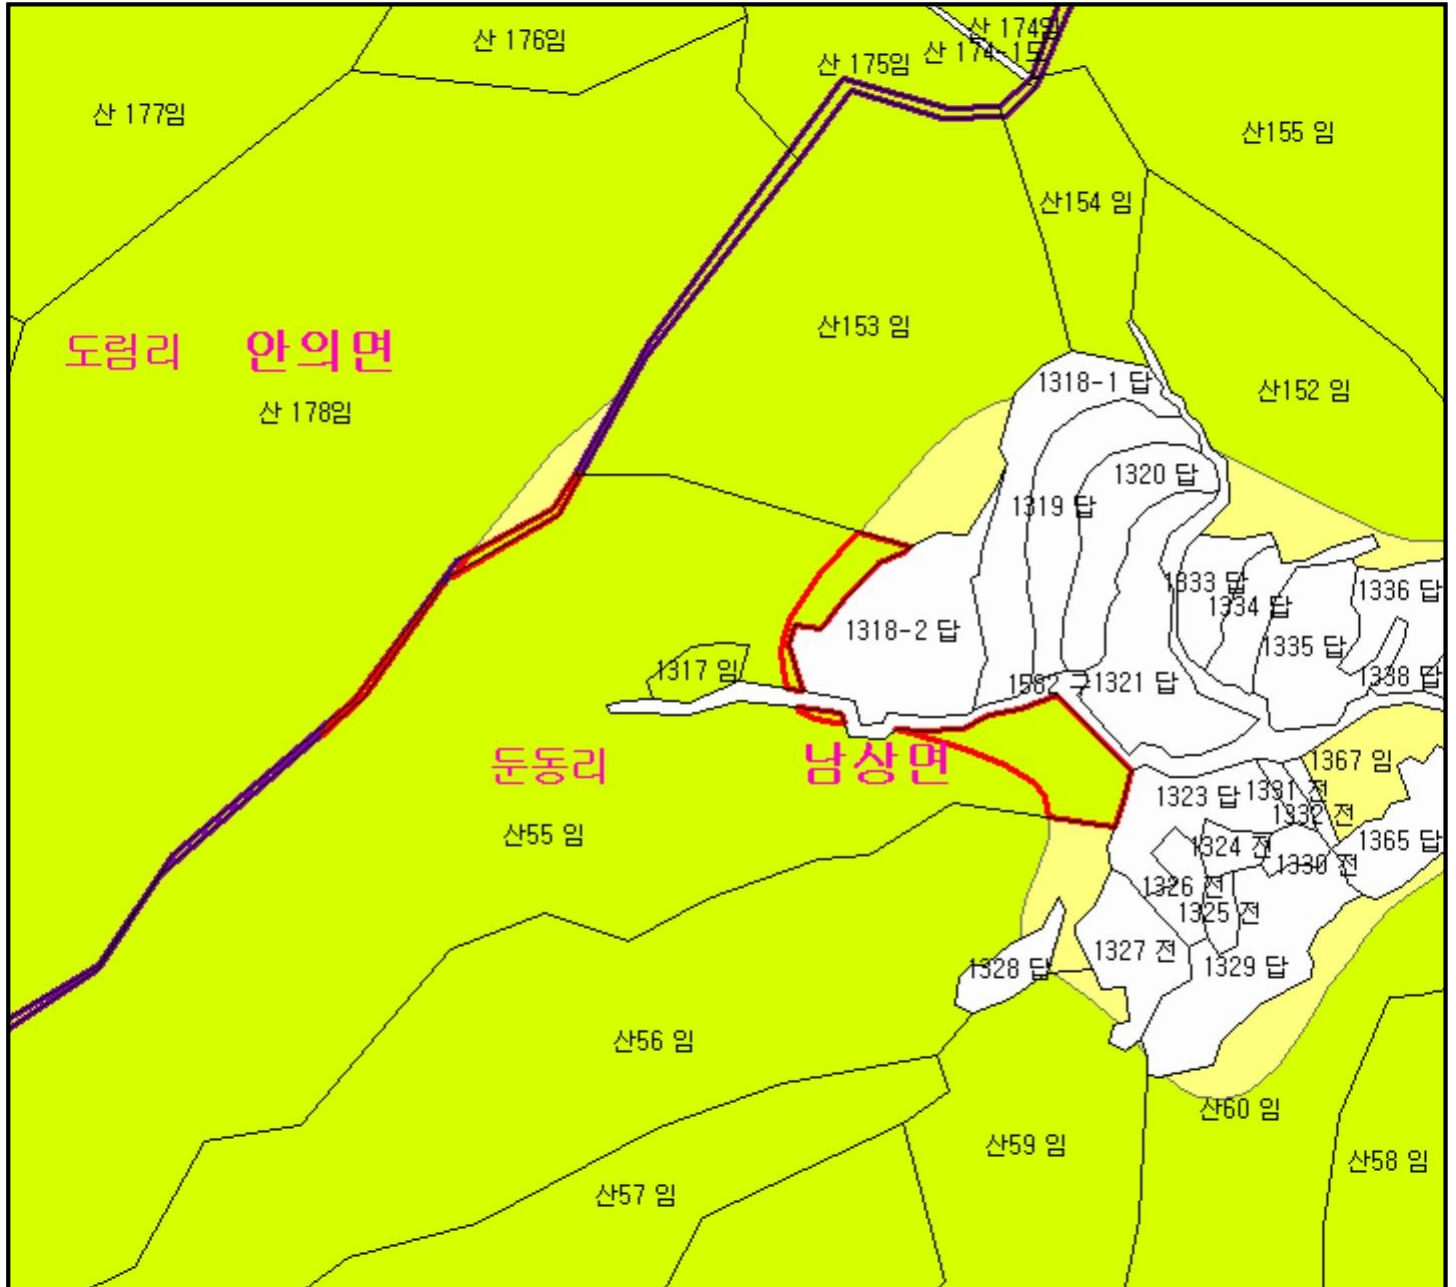 산 174임
산 176임
산 174-1도
산 175임
산 177임
산155 임
산154 임
산153 임
도림리 안의면
1318-1 답
산152 임
산 178임
1320 답
1319 답
1333 답
1336 답
1334 답
1318-2 답
1335 답
1317 임
1338 답
1582 구
1321 답
둔동리 남상면
1367 임
1331 전
1323 답
1332 전
산55 임
1365 답
1324 전
1330 전
1326 전
1325 전
1327 전
1328 답
1329 답
산56 임
산60 임
산59 임
산58 임
산57 임